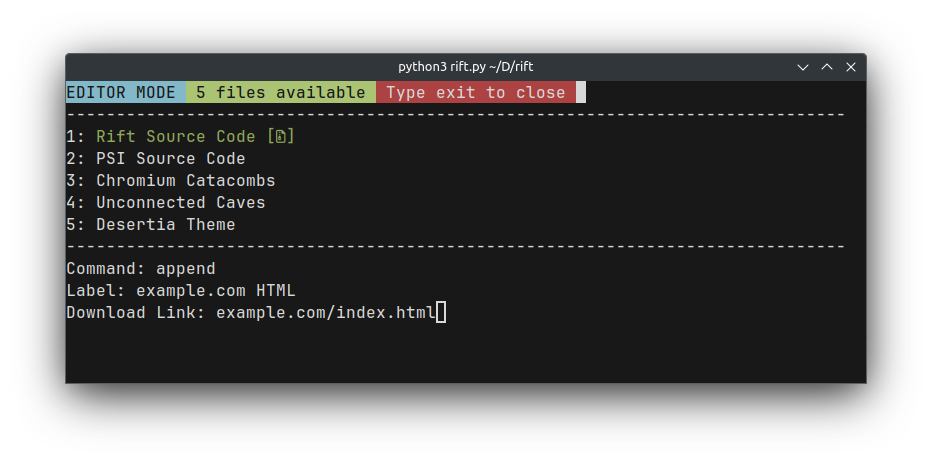 python3 rift.py ~/D/rift
EDITOR MODE 5 files available Type exit to close
------------------------------------------------------------------------------
1: Rift Source Code []
2: PSI Source Code
3: Chromium Catacombs
4: Unconnected Caves
5: Desertia Theme
------------------------------------------------------------------------------
Command: append
Label: example.com HTML
Download Link: example.com/index.html